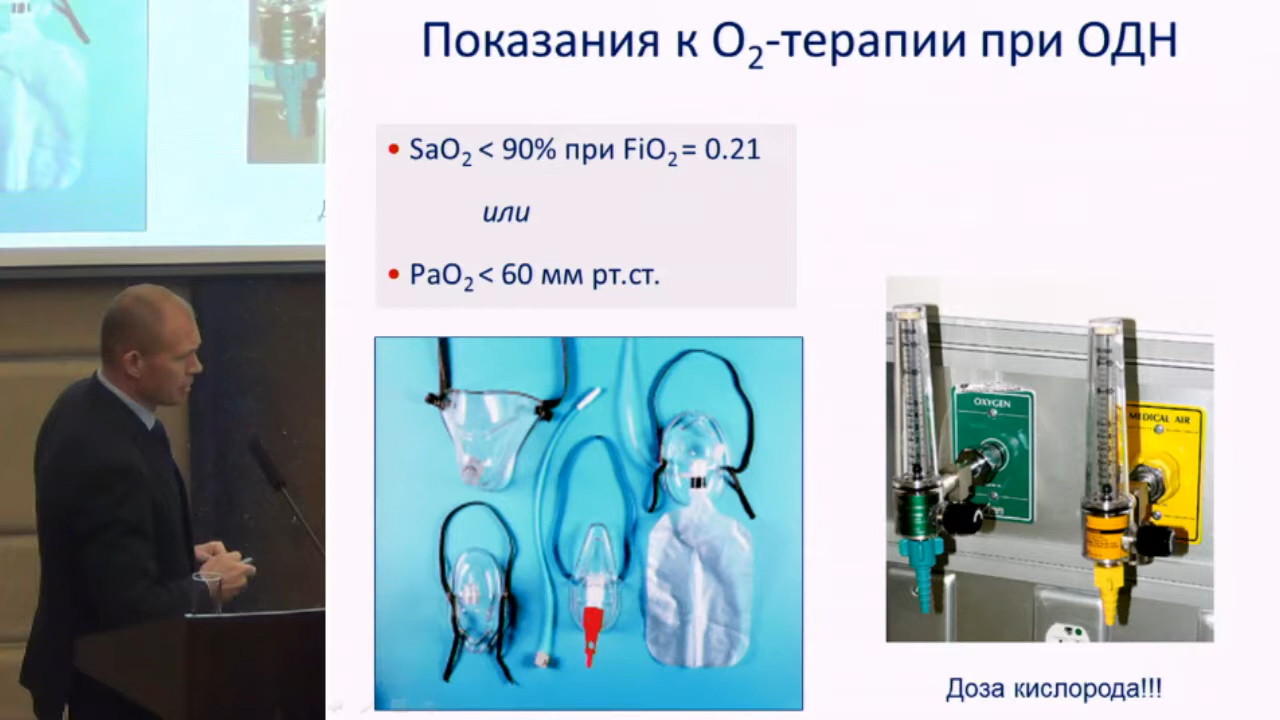 Показания к O₂-терапии при ОДН
• SaO₂ < 90% при FiO₂ = 0.21
или
• PaO₂ < 60 мм рт.ст.
OXYGEN
MEDICAL AIR
Доза кислорода!!!